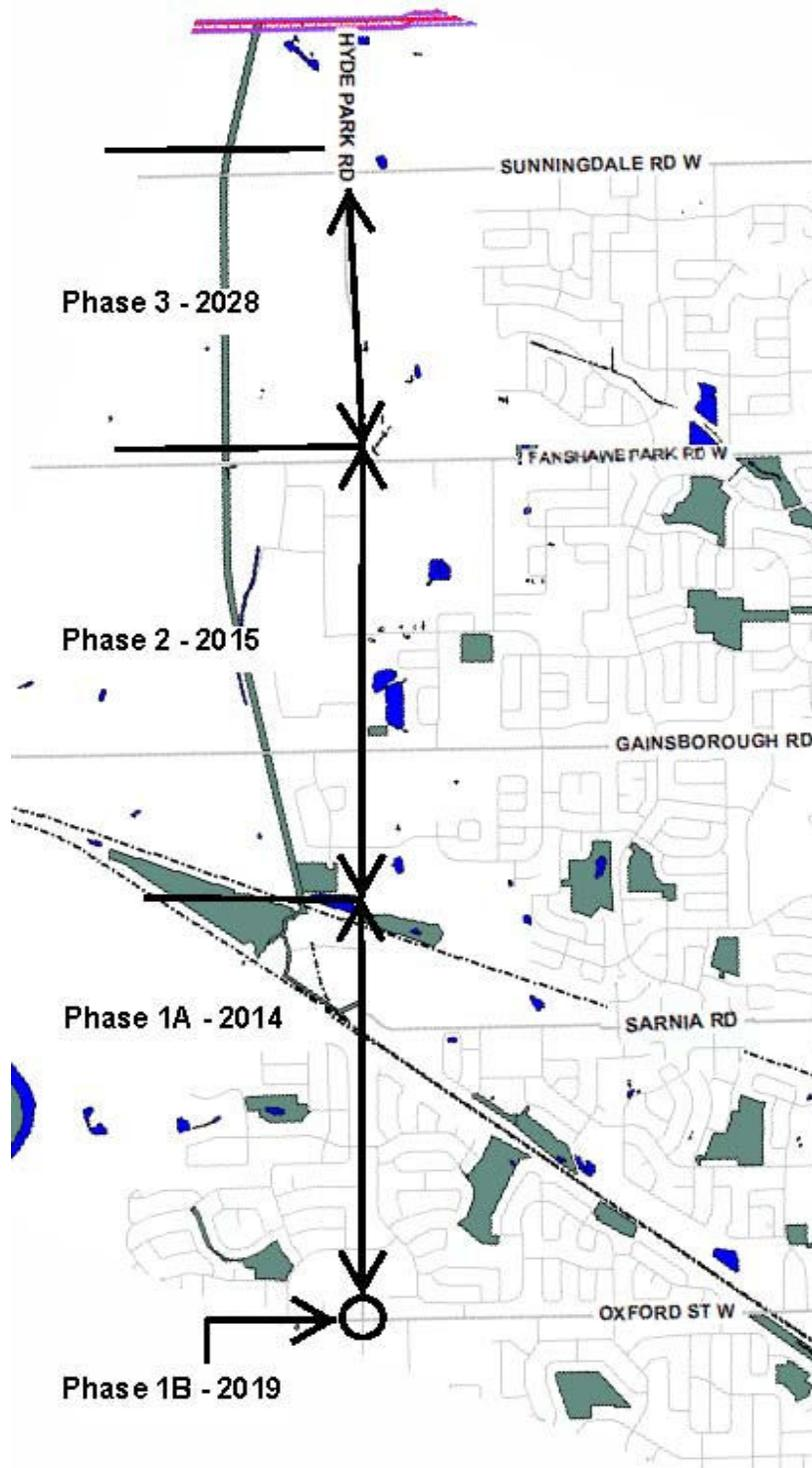 HYDE PARK RD
SUNNINGDALE RD W
Phase 3 - 2028
FANSHAWE PARK RD W
Phase 2 - 2015
GAINSBOROUGH RD
Phase 1A - 2014
SARNIA RD
OXFORD ST W
Phase 1B - 2019